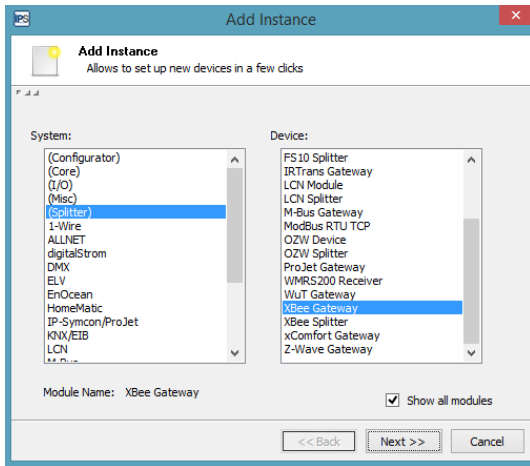 IPS
Add Instance
Add Instance
Allows to set up new devices in a few clicks
System:
(Configurator)
(Core)
(I/O)
(Misc)
(Splitter)
1-Wire
ALLNET
digitalStrom
DMX
ELV
EnOcean
HomeMatic
IP-Symcon/ProJet
KNX/EIB
LCN
M-Bus
Device:
FS10 Splitter
IRTrans Gateway
LCN Module
LCN Splitter
M-Bus Gateway
ModBus RTU TCP
OZW Device
OZW Splitter
ProJet Gateway
WMRS200 Receiver
WuT Gateway
XBee Gateway
XBee Splitter
xComfort Gateway
Z-Wave Gateway
Module Name: XBee Gateway
Show all modules
<< Back
Next >>
Cancel